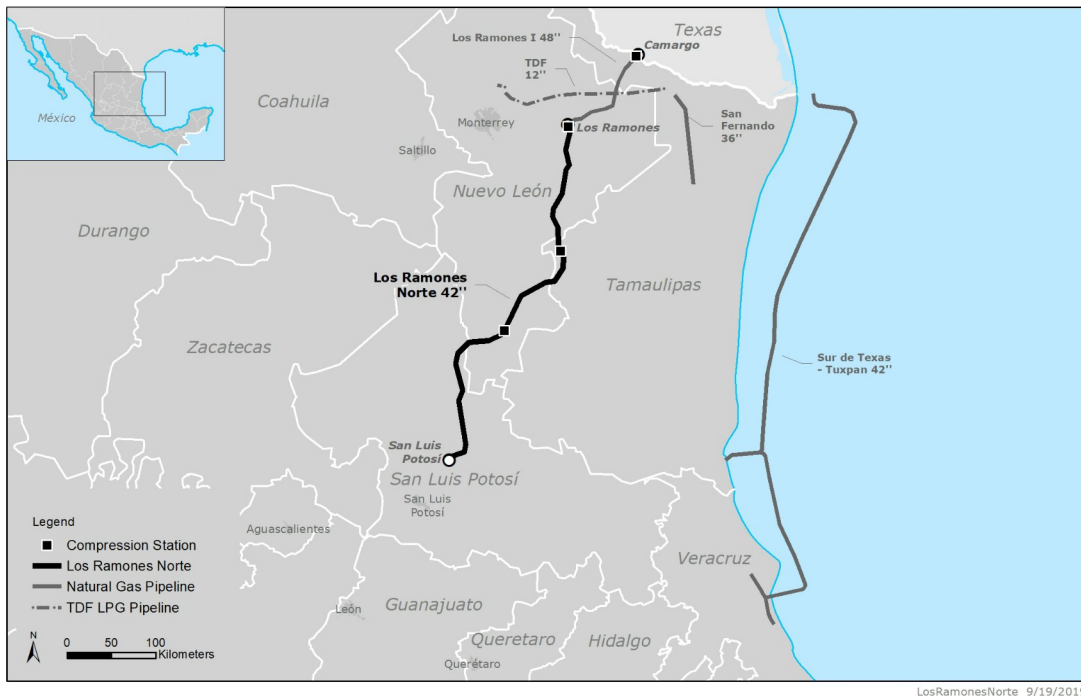 México
Texas
Los Ramones I 48''
Camargo
TDF
12''
Coahuila
Monterrey
Los Ramones
San
Fernando
36''
Saltillo
Nuevo León
Durango
Los Ramones
Norte 42''
Tamaulipas
Zacatecas
Sur de Texas
- Tuxpan 42''
San Luis
Potosí
San Luis Potosí
San Luis
Potosí
Aguascalientes
Veracruz
León
Guanajuato
Queretaro
Hidalgo
Querétaro
Legend
Compression Station
Los Ramones Norte
Natural Gas Pipeline
TDF LPG Pipeline
N
0 50 100
Kilometers
LosRamonesNorte 9/19/2019